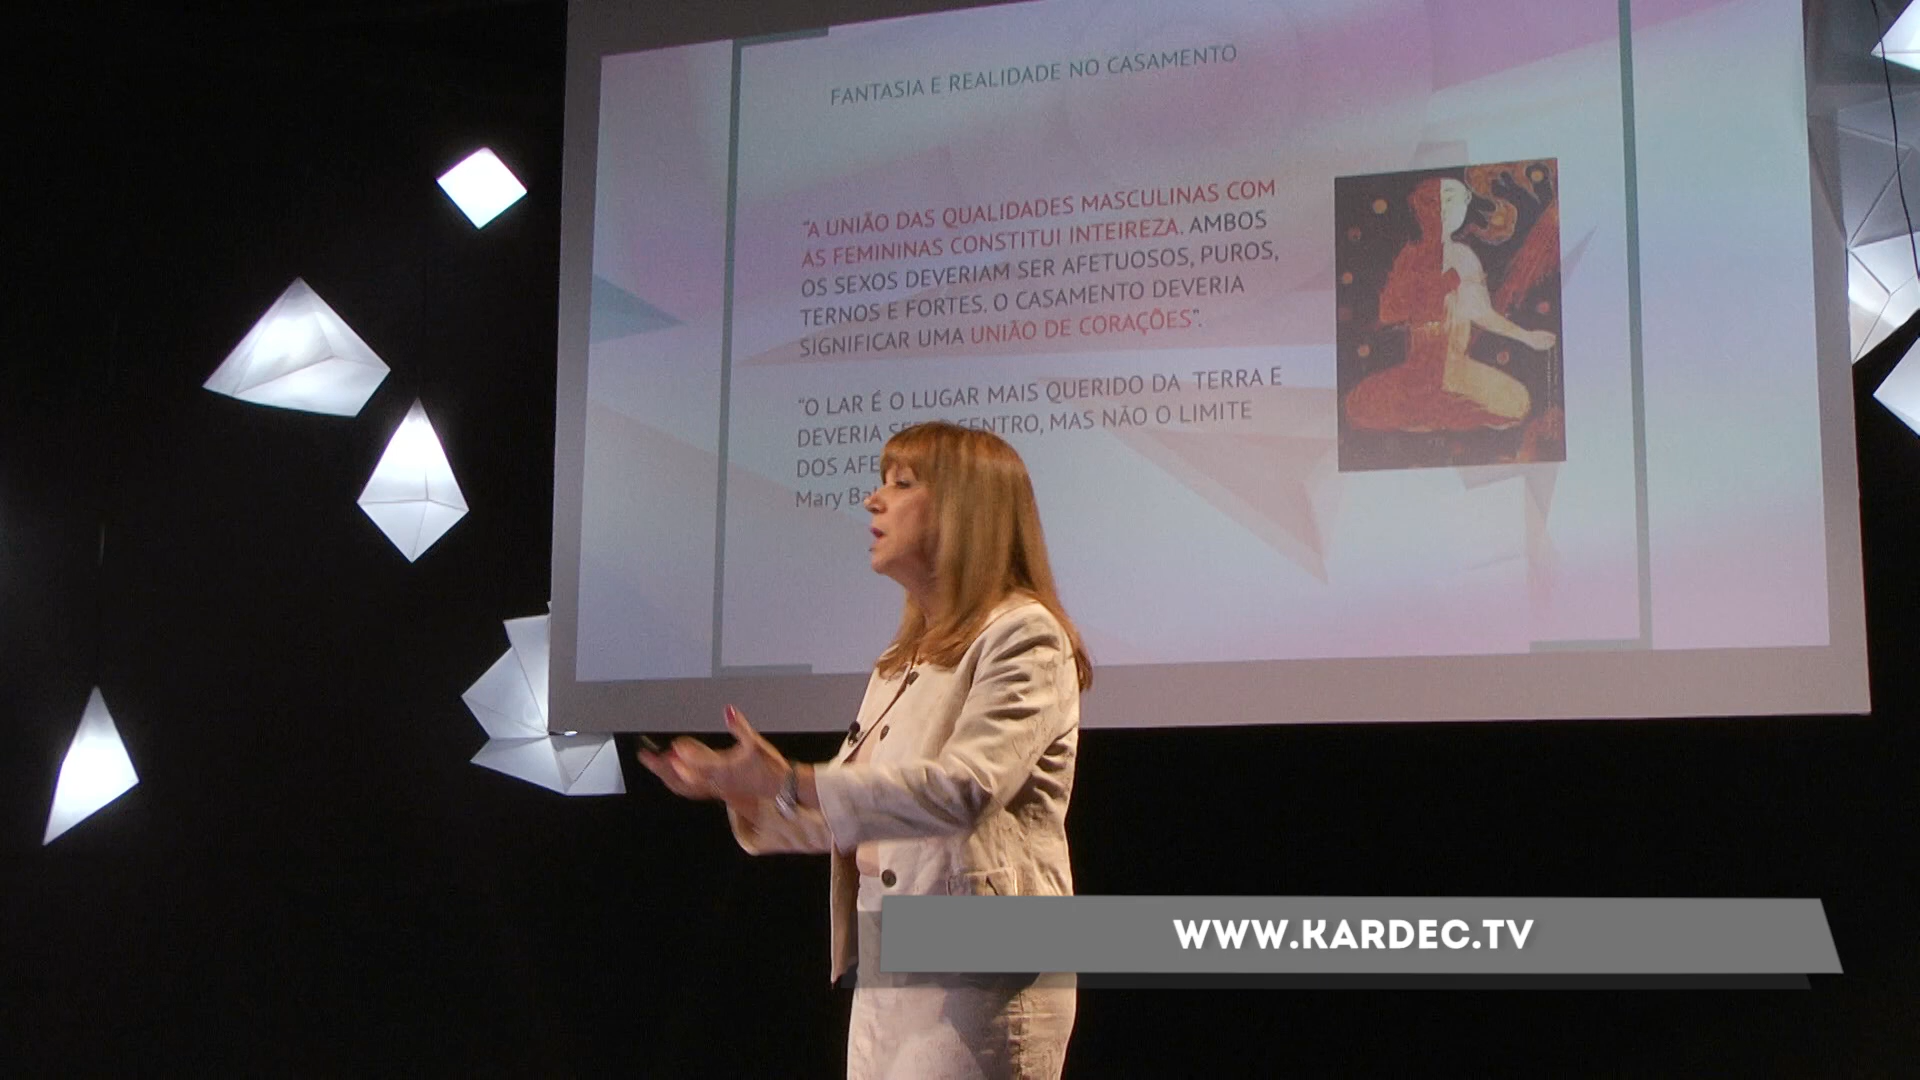 FANTASIA E REALIDADE NO CASAMENTO
“A UNIÃO DAS QUALIDADES MASCULINAS COM
AS FEMININAS CONSTITUI INTEIREZA. AMBOS
OS SEXOS DEVERIAM SER AFETUOSOS, PUROS,
TERNOS E FORTES. O CASAMENTO DEVERIA
SIGNIFICAR UMA UNIÃO DE CORAÇÕES”.
“O LAR É O LUGAR MAIS QUERIDO DA TERRA E
DEVERIA MAS NÃO O LIMITE
DOS
Mary
WWW.KARDEC.TV